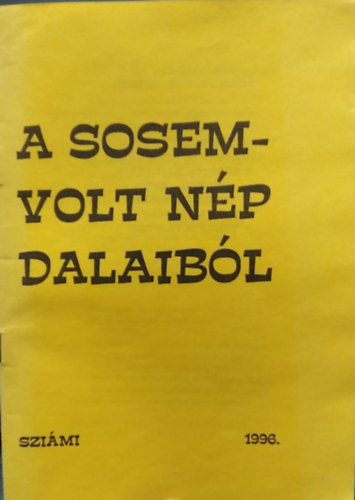 A SOSEM-
VOLT NÉP
DALAIBÓL
SZIÁMI 1996.